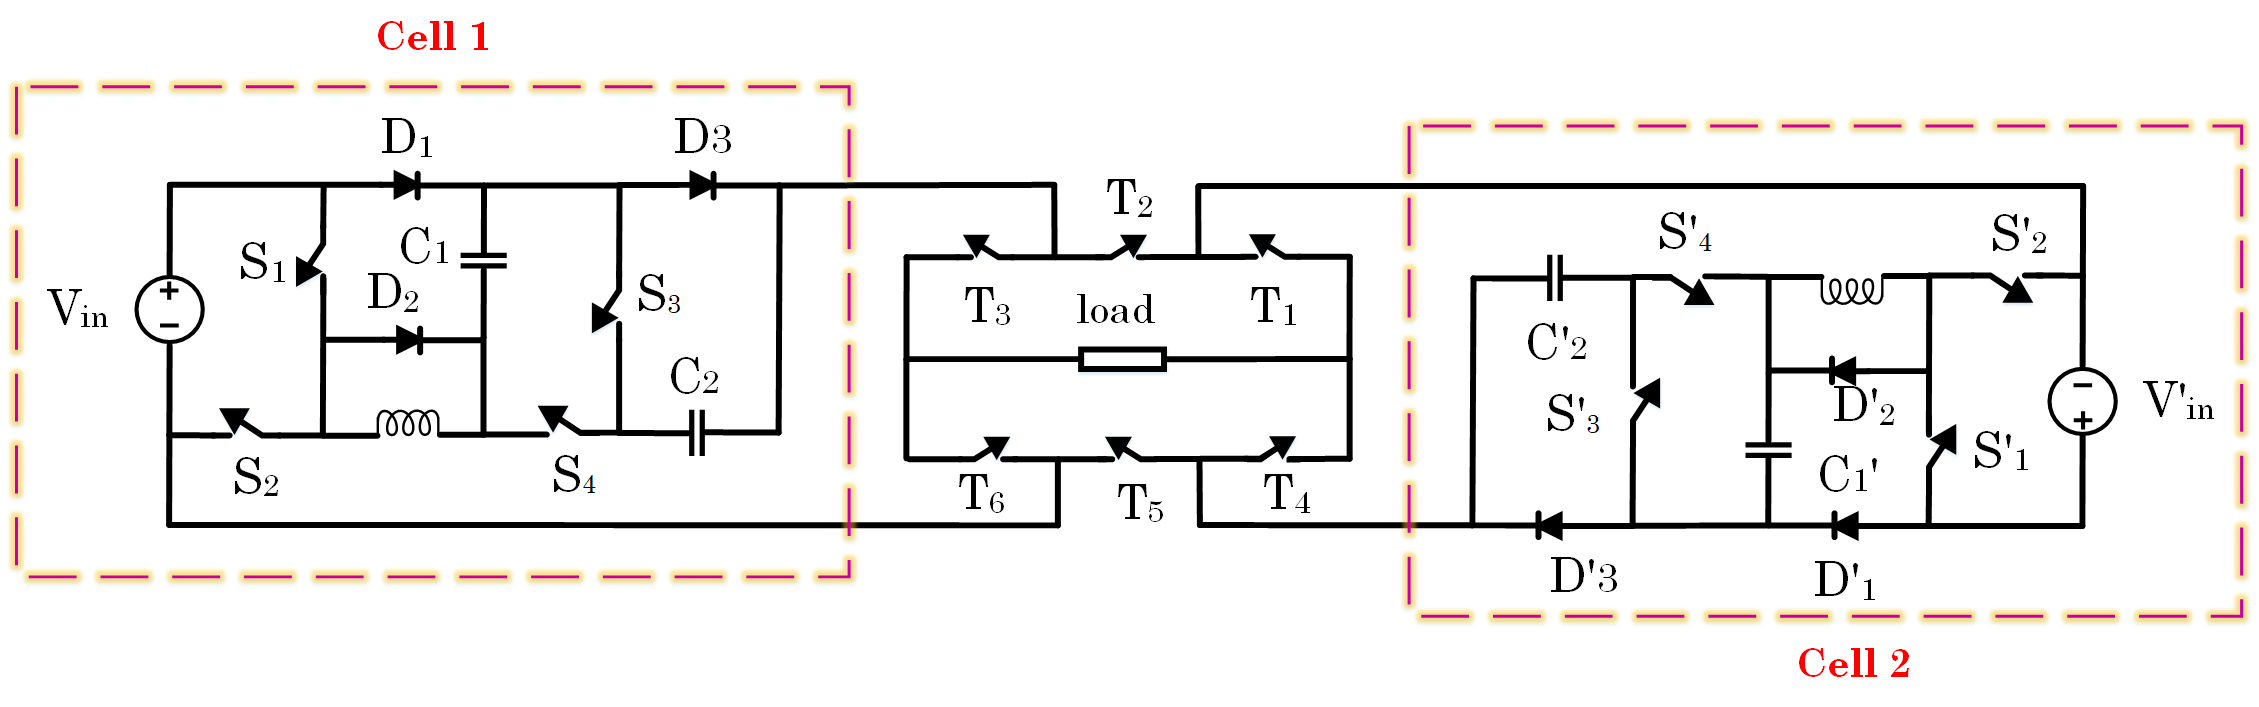 Cell 1
D1
D3
T2
S'4
S'2
S1
C1
D2
S3
Vin
+
−
T3
load
T1
C'2
S'3
D'2
−
+
V'in
C2
S2
S4
T6
T5
T4
C1'
S'1
D'3
D'1
Cell 2